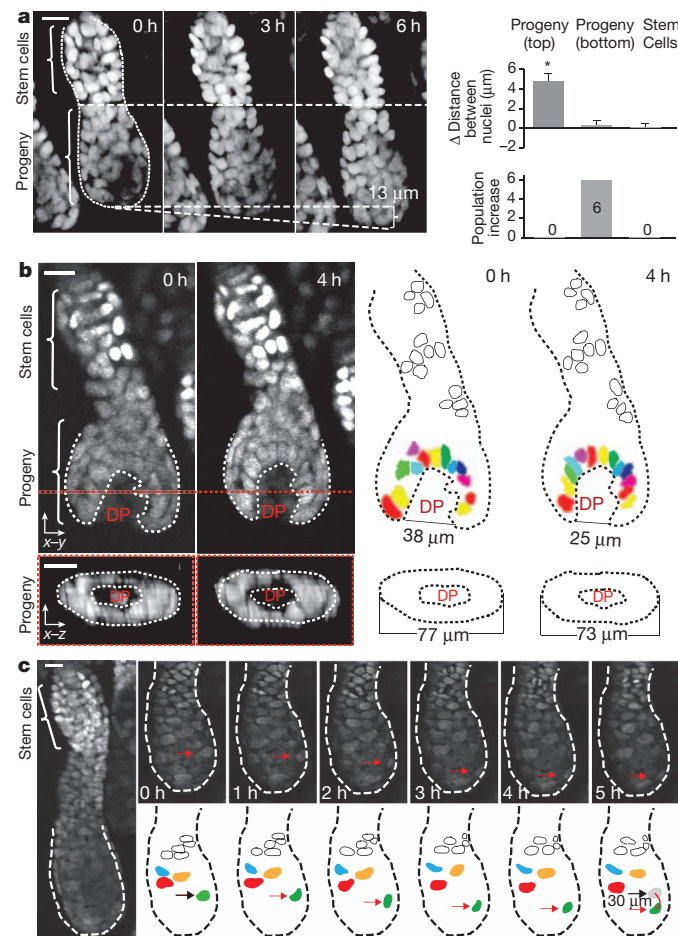 a
Stem cells
Progeny
0 h
3 h
6 h
13 μm
Progeny (top)
Progeny (bottom)
Stem Cells
Δ Distance between nuclei (μm)
6
4
2
0
−2
*
Population increase
6
4
2
0
0
6
0
b
Stem cells
Progeny
0 h
4 h
DP
x–y
0 h
4 h
DP
DP
38 μm
25 μm
Progeny
DP
DP
x–z
DP
DP
77 μm
73 μm
c
Stem cells
0 h
1 h
2 h
3 h
4 h
5 h
30 μm